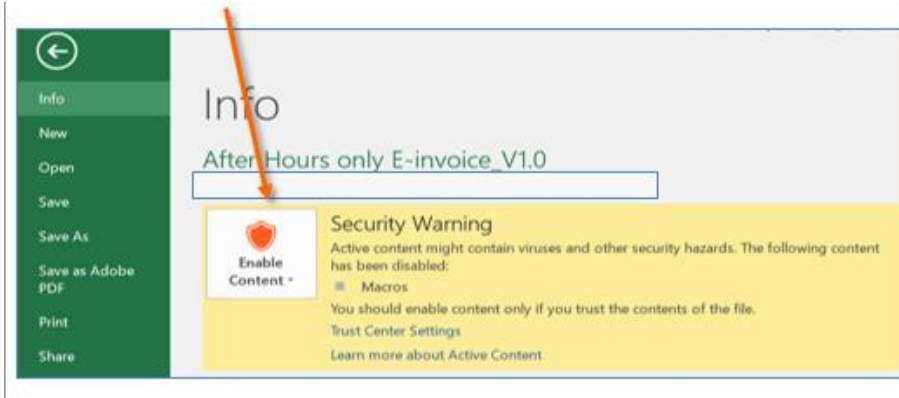 Info
New
Open
Save
Save As
Save as Adobe
PDF
Print
Share
Info
After Hours only E-invoice_V1.0
Enable
Content
Security Warning
Active content might contain viruses and other security hazards. The following content
has been disabled:
Macros
You should enable content only if you trust the contents of the file.
Trust Center Settings
Learn more about Active Content